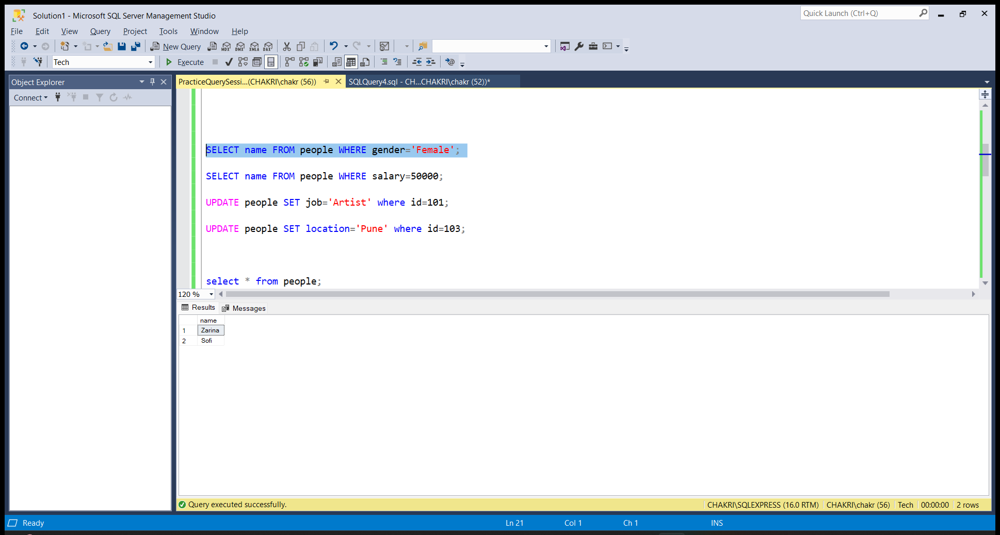 Solution1 - Microsoft SQL Server Management Studio
Quick Launch (Ctrl+Q)
File Edit View Query Project Tools Window Help
New Query MDX DMX XMLA DAX
Tech Execute
Object Explorer
PracticeQuerySessi...(CHAKRI\chakr (56)) SQLQuery4.sql - CH...CHAKRI\chakr (52))*
Connect
SELECT name FROM people WHERE gender='Female';
SELECT name FROM people WHERE salary=50000;
UPDATE people SET job='Artist' where id=101;
UPDATE people SET location='Pune' where id=103;
select * from people;
120 %
Results Messages
name
1 Zarina
2 Sofi
Query executed successfully. CHAKRI\SQLEXPRESS (16.0 RTM) CHAKRI\chakr (56) Tech 00:00:00 2 rows
Ready Ln 21 Col 1 Ch 1 INS